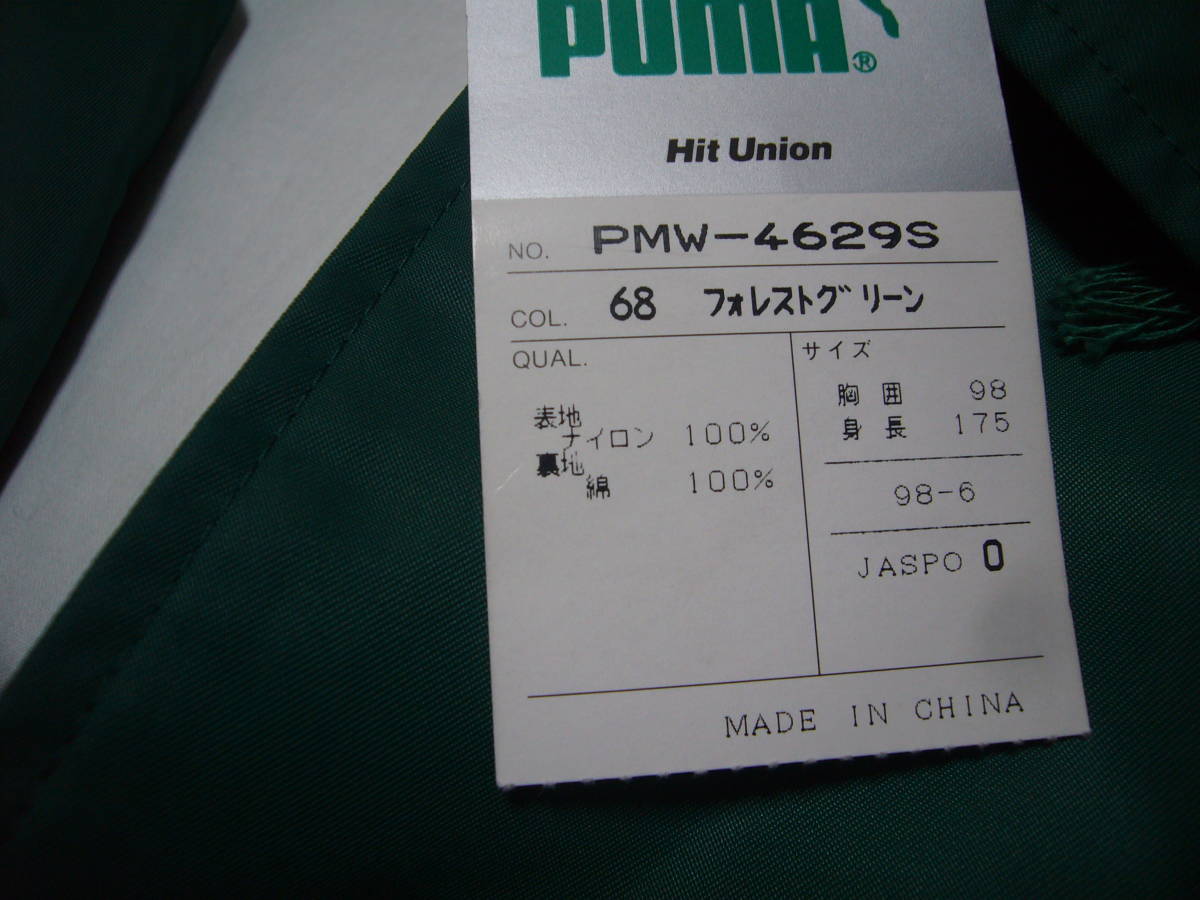 PUMA®
Hit Union
NO. PMW-4629S
COL. 68 フォレストグリーン
QUAL.
表地
ナイロン 100%
裏地
綿 100%
サイズ
胸囲 98
身長 175
98-6
JASPO O
MADE IN CHINA